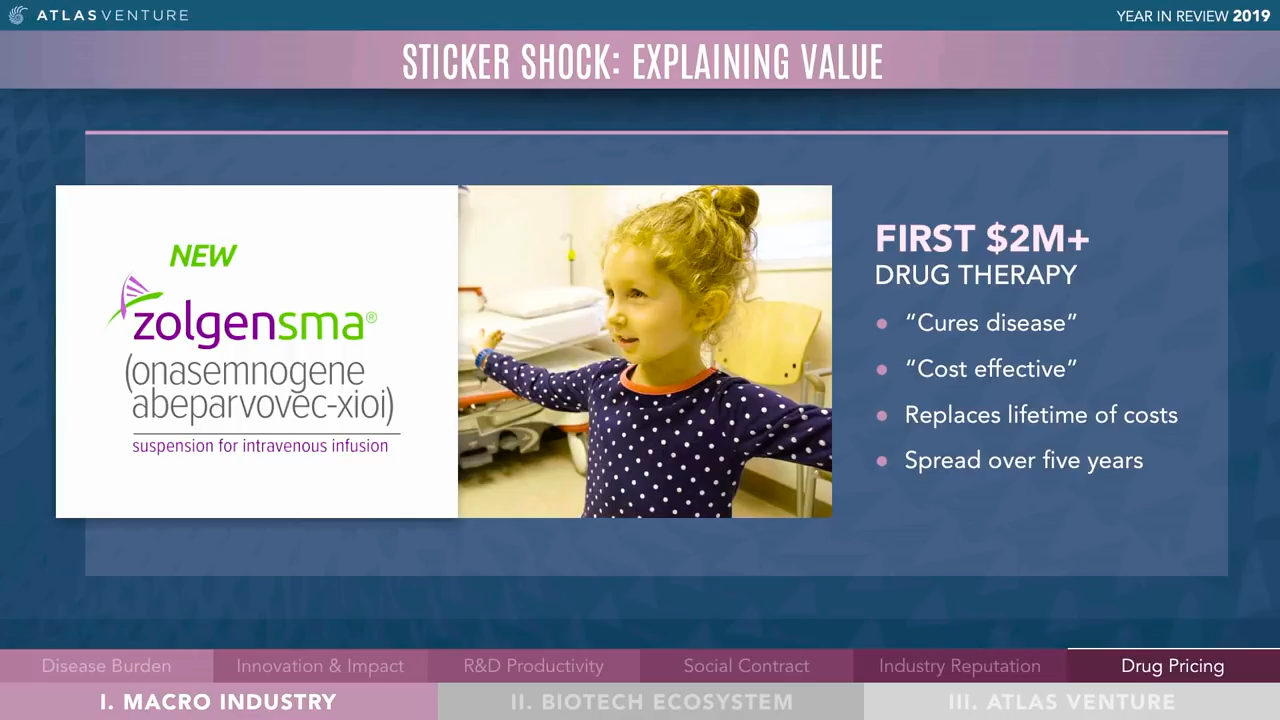 ATLAS VENTURE
YEAR IN REVIEW 2019
STICKER SHOCK: EXPLAINING VALUE
NEW
zolgensma®
(onasemnogene
abeparvovec-xioi)
suspension for intravenous infusion
FIRST $2M+
DRUG THERAPY
• “Cures disease”
• “Cost effective”
• Replaces lifetime of costs
• Spread over five years
Disease Burden
Innovation & Impact
R&D Productivity
Social Contract
Industry Reputation
Drug Pricing
I. MACRO INDUSTRY
II. BIOTECH ECOSYSTEM
III. ATLAS VENTURE